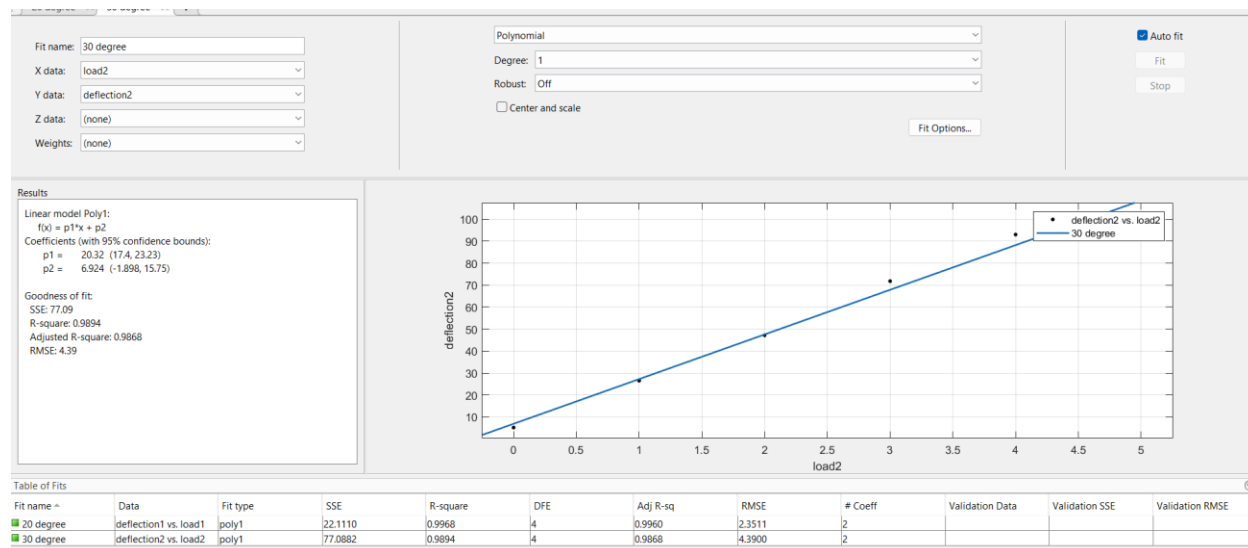 Fit name: 30 degree
X data: load2
Y data: deflection2
Z data: (none)
Weights: (none)
Polynomial
Degree: 1
Robust: Off
Center and scale
Fit Options...
Auto fit
Fit
Stop
Results
Linear model Poly1:
f(x) = p1*x + p2
Coefficients (with 95% confidence bounds):
p1 = 20.32 (17.4, 23.23)
p2 = 6.924 (-1.898, 15.75)
Goodness of fit:
SSE: 77.09
R-square: 0.9894
Adjusted R-square: 0.9868
RMSE: 4.39
deflection2
100
90
80
70
60
50
40
30
20
10
0 0.5 1 1.5 2 2.5 3 3.5 4 4.5 5
load2
deflection2 vs. load2
30 degree
Table of Fits
Fit name Data Fit type SSE R-square DFE Adj R-sq RMSE # Coeff Validation Data Validation SSE Validation RMSE
20 degree deflection1 vs. load1 poly1 22.1110 0.9968 4 0.9960 2.3511 2
30 degree deflection2 vs. load2 poly1 77.0882 0.9894 4 0.9868 4.3900 2